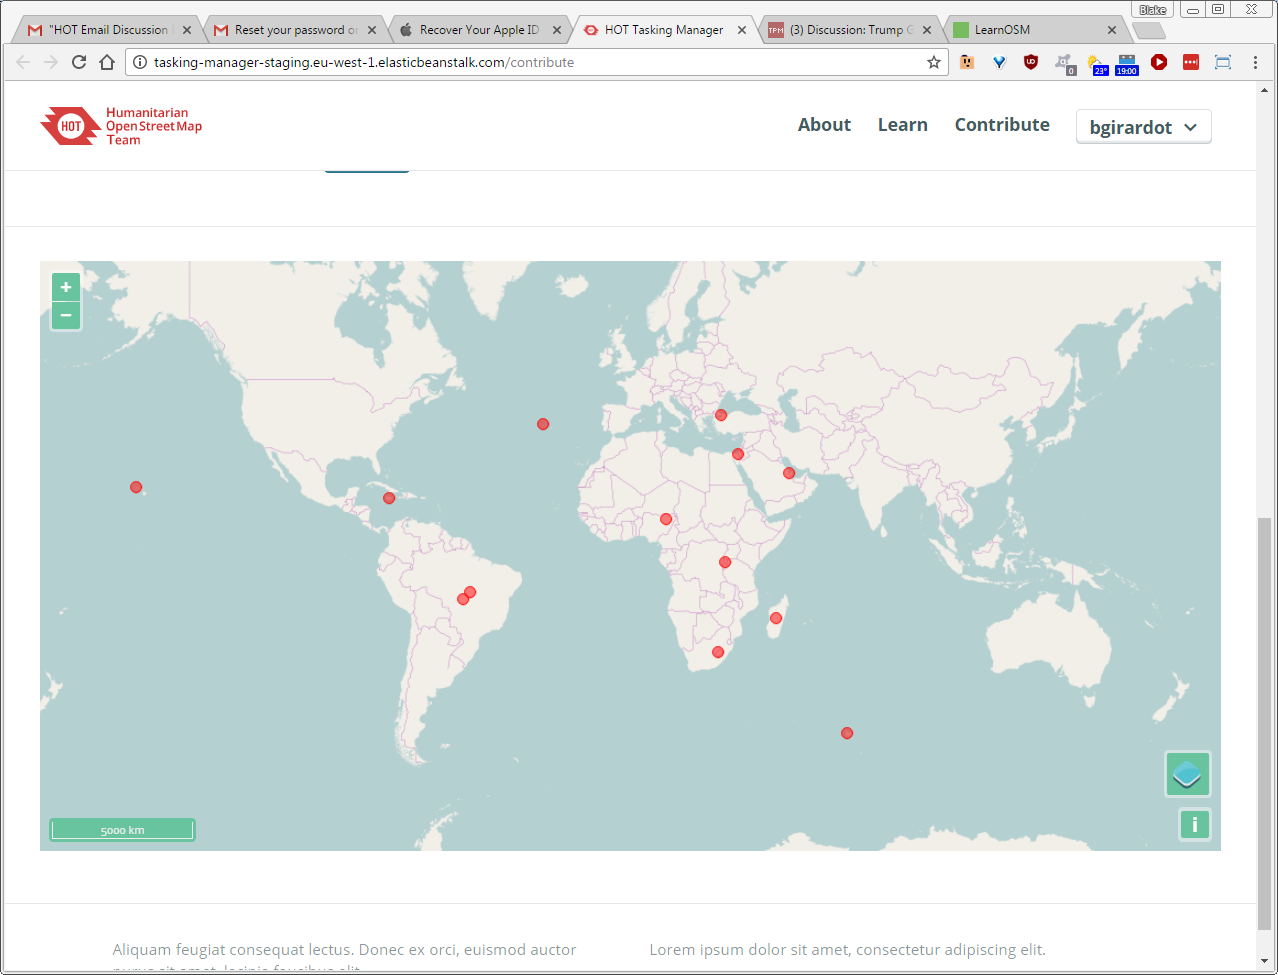 Blake
"HOT Email Discussion
Reset your password or
Recover Your Apple ID
HOT Tasking Manager
TPM
(3) Discussion: Trump G
LearnOSM
tasking-manager-staging.eu-west-1.elasticbeanstalk.com/contribute
0
23°
19:00
HOT
Humanitarian
OpenStreetMap
Team
About
Learn
Contribute
bgirardot
+
−
5000 km
i
Aliquam feugiat consequat lectus. Donec ex orci, euismod auctor
Lorem ipsum dolor sit amet, consectetur adipiscing elit.